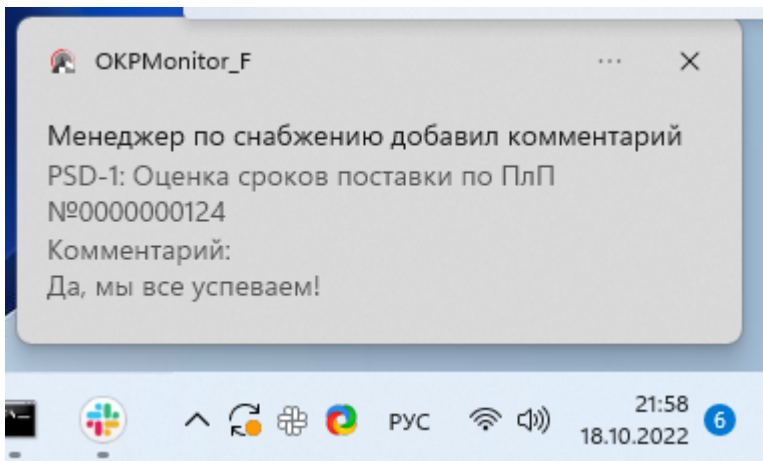 OKPMonitor_F
Менеджер по снабжению добавил комментарий
PSD-1: Оценка сроков поставки по ПлП
№0000000124
Комментарий:
Да, мы все успеваем!
РУС
21:58
18.10.2022
6